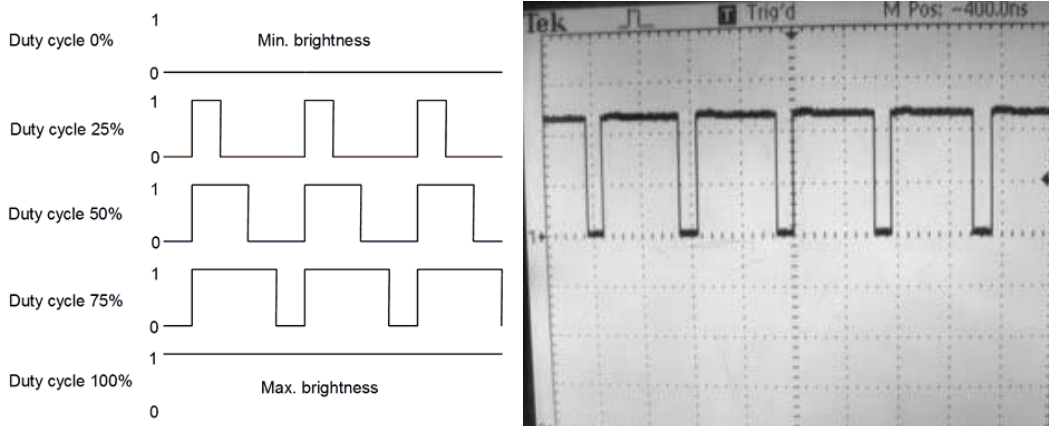 1
Duty cycle 0%
Min. brightness
0
1
Duty cycle 25%
0
1
Duty cycle 50%
0
1
Duty cycle 75%
0
1
Duty cycle 100%
Max. brightness
0
Tek
T Trig'd
M Pos: -400.0ns
1